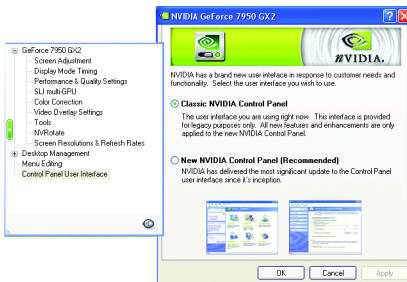 GeForce 7950 GX2
Screen Adjustment
Display Mode Timing
Performance & Quality Settings
SLI multi-GPU
Color Correction
Video Overlay Settings
Tools
NVRotate
Screen Resolutions & Refresh Rates
Desktop Management
Menu Editing
Control Panel User Interface
NVIDIA GeForce 7950 GX2
nVIDIA.
NVIDIA has a brand new user inteface in response to customer needs and
functionality. Select the user interface you wish to use.
Classic NVIDIA Control Panel
The user interface you are using right now. This interface is provided
for legacy purposes only. All new features and enhancements are only
applied to the new NVIDIA Control Panel.
New NVIDIA Control Panel (Recommended)
NVIDIA has delivered the most significant update to the Control Panel
user interface since it's inception.
OK
Cancel
Apply